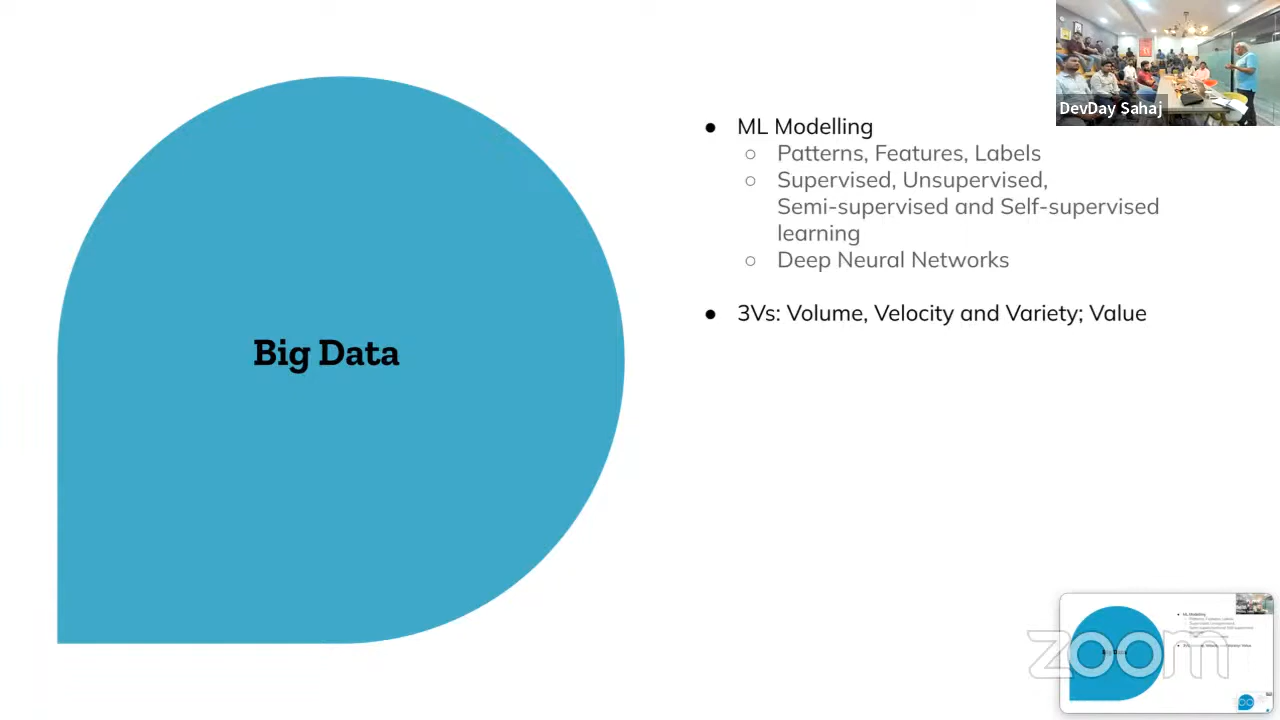 Big Data
● ML Modelling
○ Patterns, Features, Labels
○ Supervised, Unsupervised,
Semi-supervised and Self-supervised
learning
○ Deep Neural Networks
● 3Vs: Volume, Velocity and Variety; Value
DevDay Sahaj
zoom